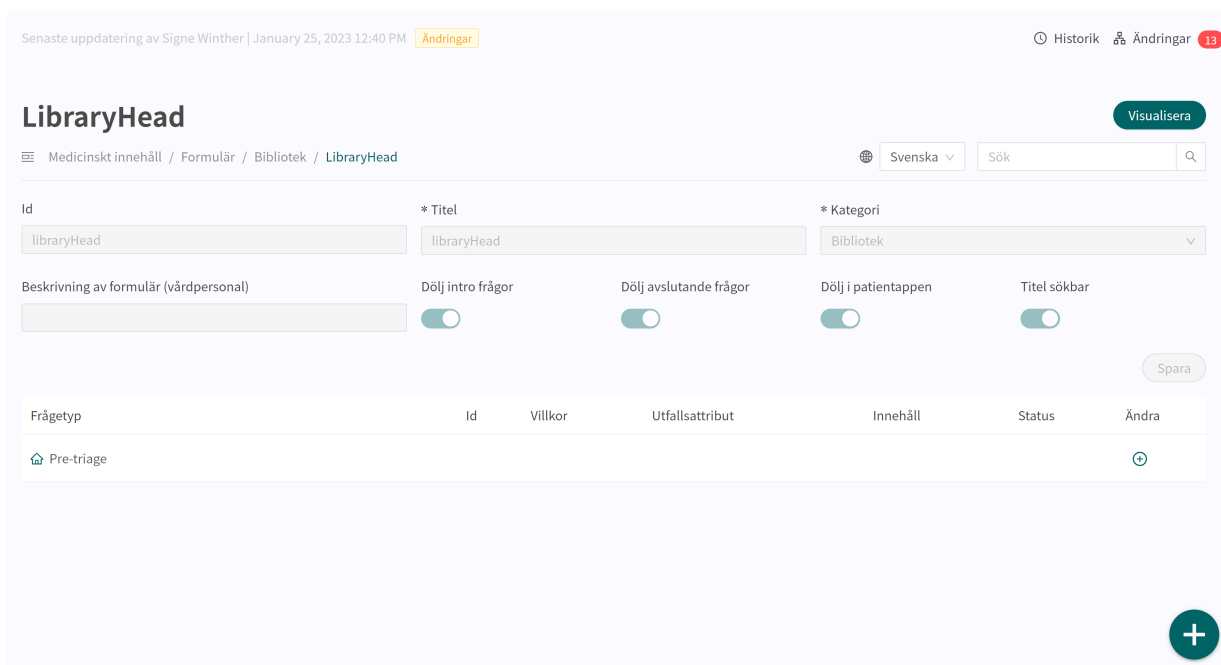 Senaste uppdatering av Signe Winther | January 25, 2023 12:40 PM Ändringar Historik Ändringar 13
LibraryHead Visualisera
Medicinskt innehåll / Formulär / Bibliotek / LibraryHead Svenska Sök
Id * Titel * Kategori
libraryHead libraryHead Bibliotek
Beskrivning av formulär (vårdpersonal) Dölj intro frågor Dölj avslutande frågor Dölj i patientappen Titel sökbar
Spara
Frågetyp Id Villkor Utfallsattribut Innehåll Status Ändra
Pre-triage